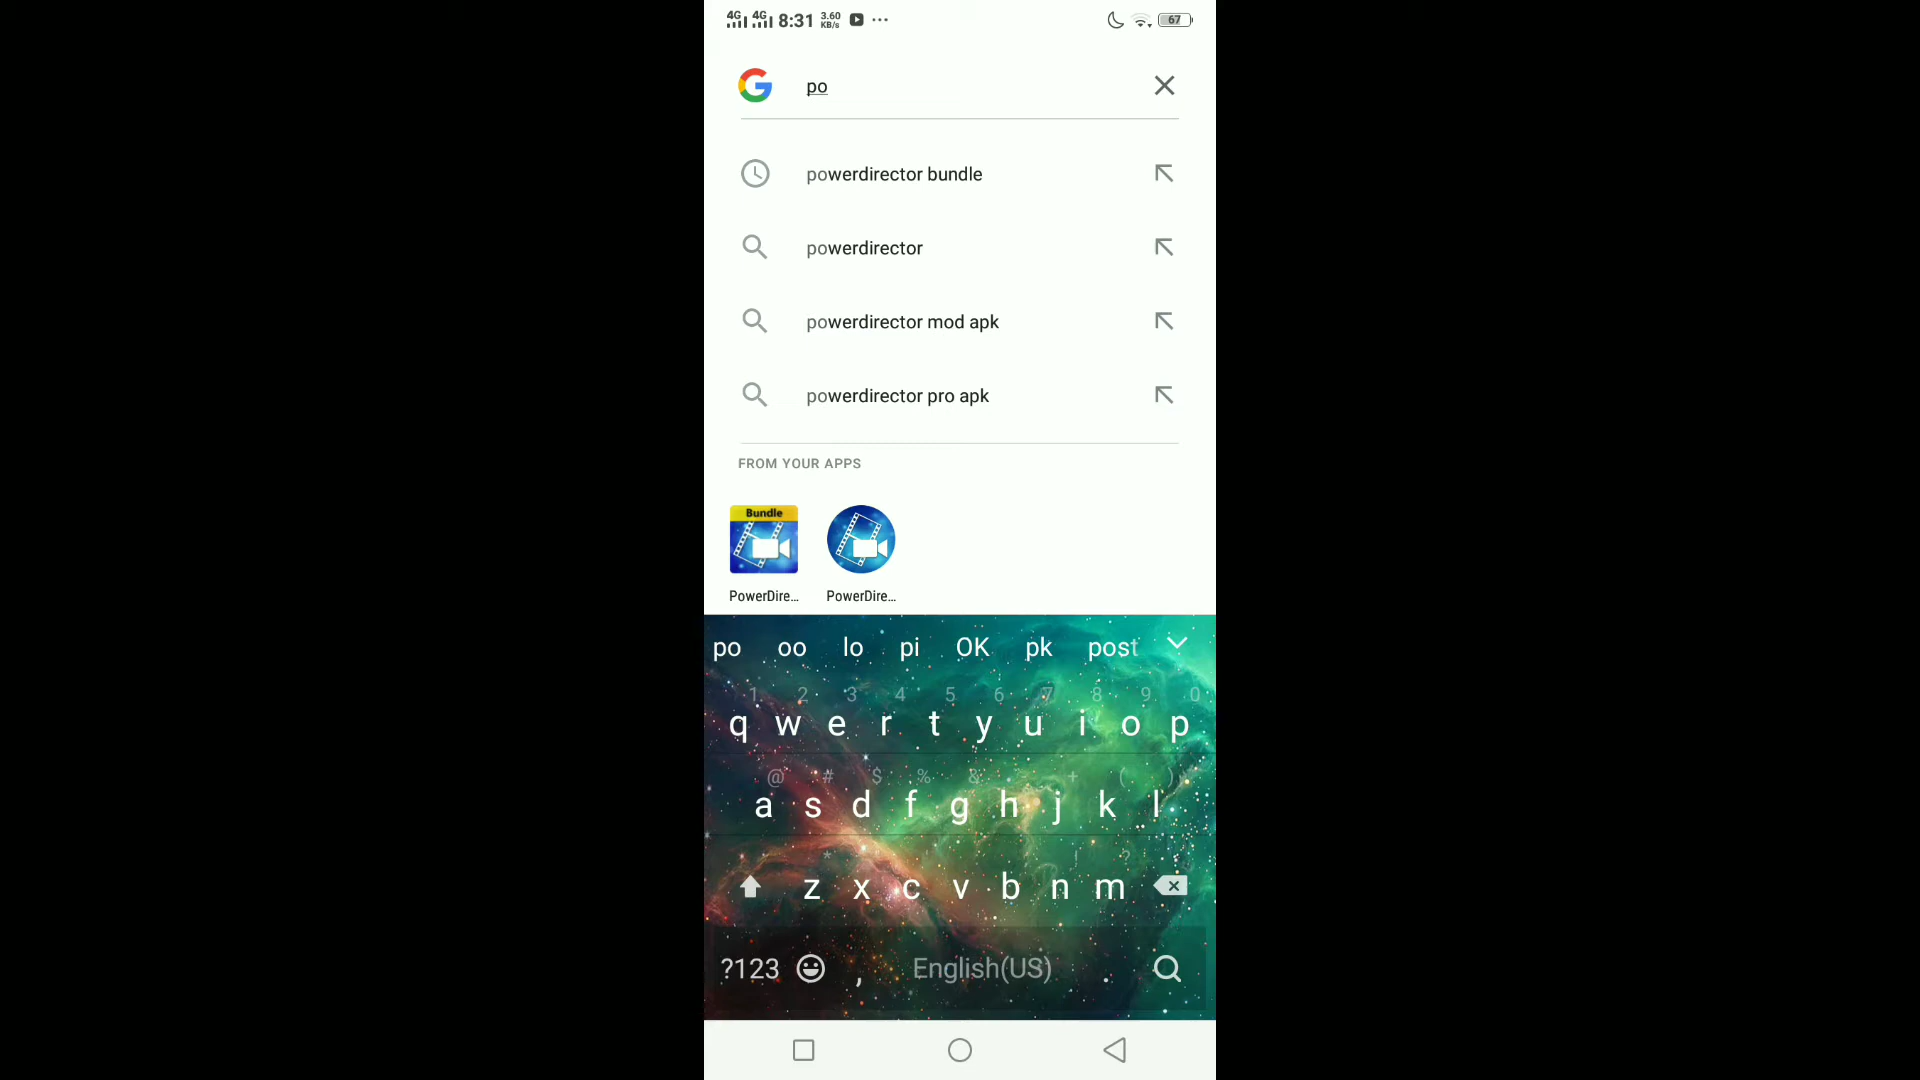 4G 4G 8:31 3.60 KB/s ... 67
po
powerdirector bundle
powerdirector
powerdirector mod apk
powerdirector pro apk
FROM YOUR APPS
Bundle
PowerDire... PowerDire...
po oo lo pi OK pk post
1 2 3 4 5 6 7 8 9 0
q w e r t y u i o p
@ # $ % & + ( )
a s d f g h j k l
* ! ?
z x c v b n m
?123 , English(US) .